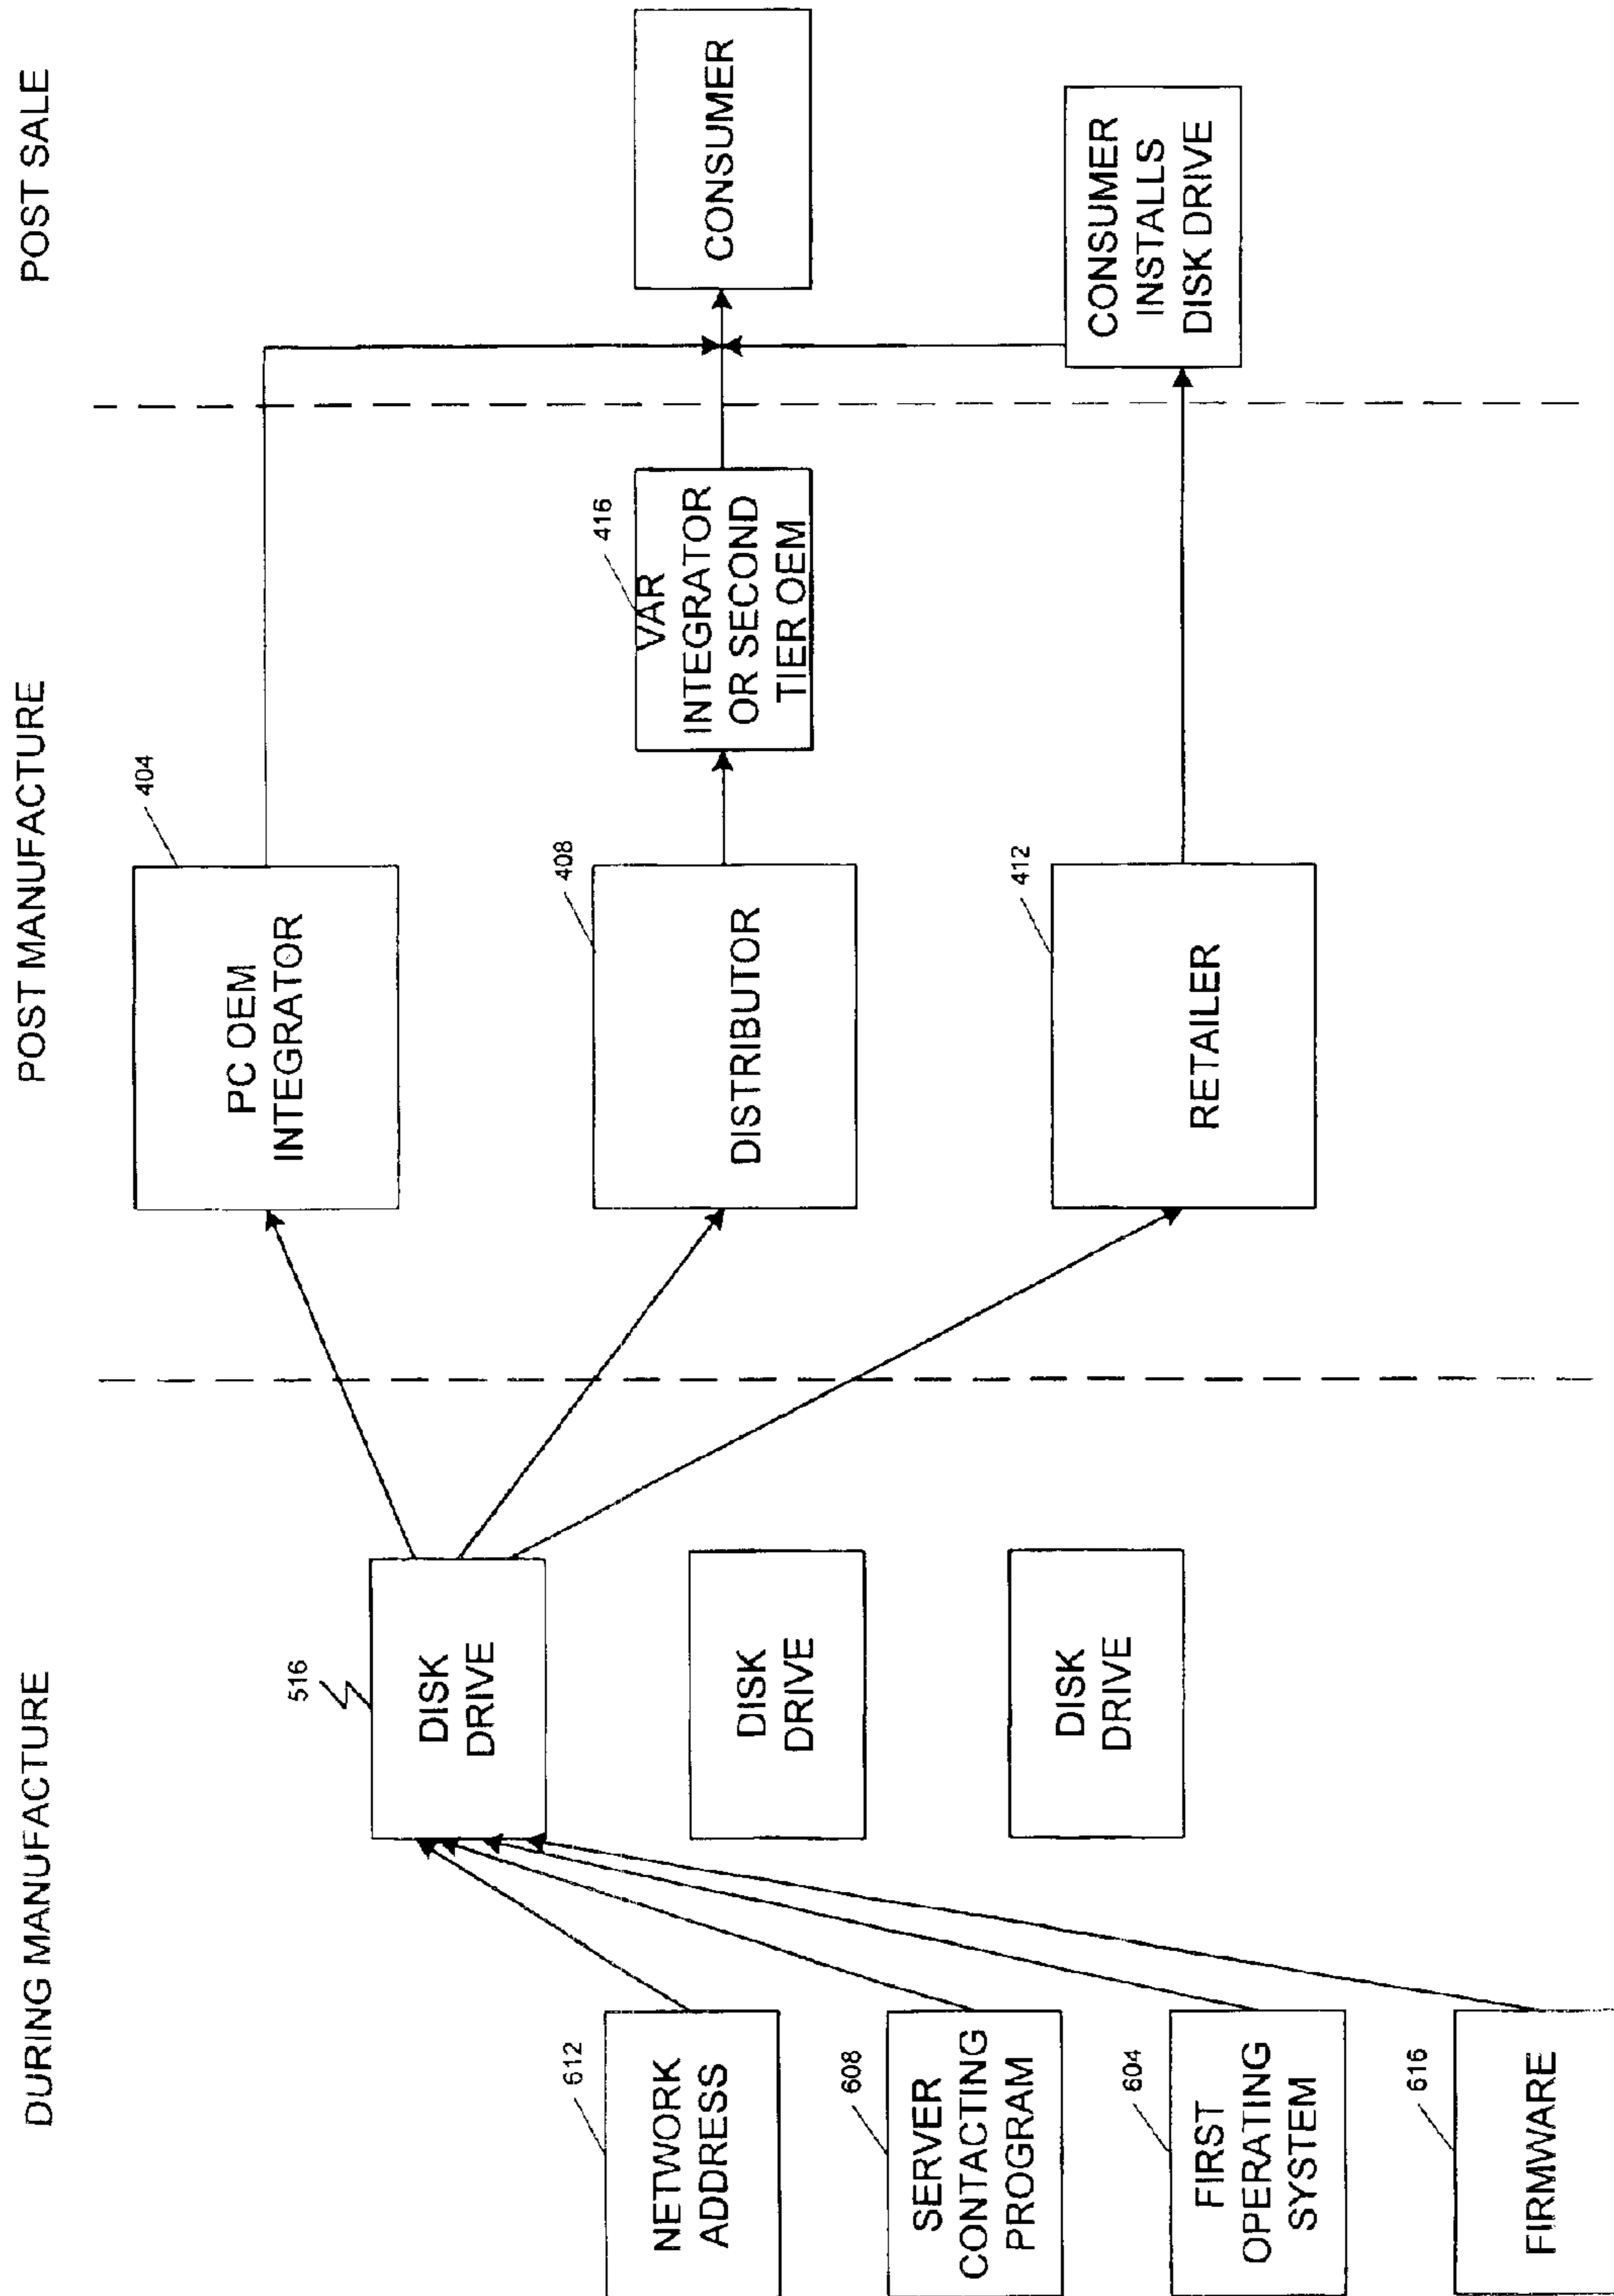 DURING MANUFACTURE
POST MANUFACTURE
POST SALE
612
NETWORK
ADDRESS
608
SERVER
CONTACTING
PROGRAM
604
FIRST
OPERATING
SYSTEM
616
FIRMWARE
516
DISK
DRIVE
DISK
DRIVE
DISK
DRIVE
404
PC OEM
INTEGRATOR
408
DISTRIBUTOR
412
RETAILER
416
VAR
INTEGRATOR
OR SECOND
TIER OEM
CONSUMER
CONSUMER
INSTALLS
DISK DRIVE